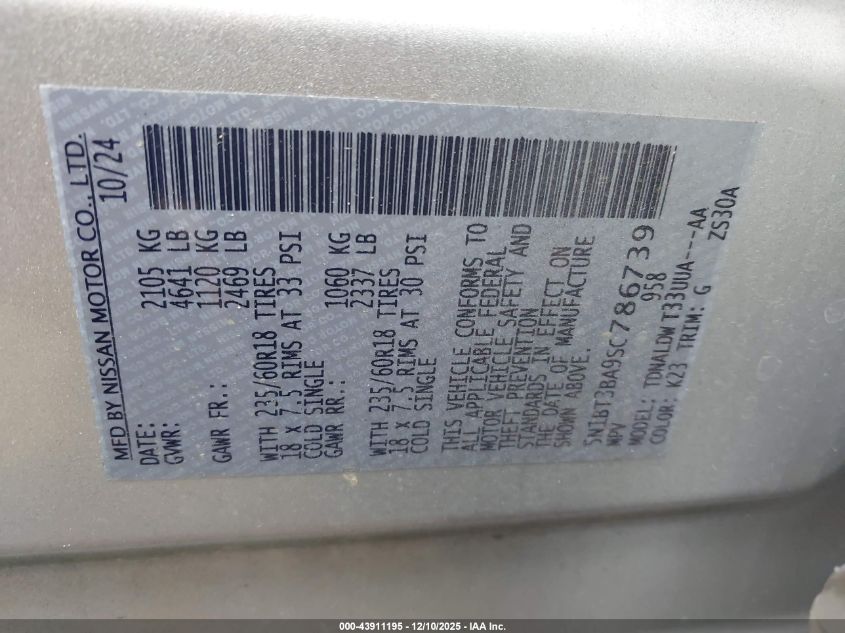 MFD BY NISSAN MOTOR CO., LTD.
DATE: 10/24
GVWR: 2105 KG
4641 LB
GAWR FR.: 1120 KG
2469 LB
WITH 235/60R18 TIRES
18 X 7.5 RIMS AT 33 PSI
COLD SINGLE
GAWR RR.: 1060 KG
2337 LB
WITH 235/60R18 TIRES
18 X 7.5 RIMS AT 30 PSI
COLD SINGLE
THIS VEHICLE CONFORMS TO
ALL APPLICABLE FEDERAL
MOTOR VEHICLE SAFETY AND
THEFT PREVENTION
STANDARDS IN EFFECT ON
THE DATE OF MANUFACTURE
SHOWN ABOVE.
5N1BT3BA9SC786739
MPV 958
MODEL: TDNALDW T33UUA---AA
COLOR: K23 TRIM: G ZS30A
000-43911195 - 12/10/2025 - IAA Inc.